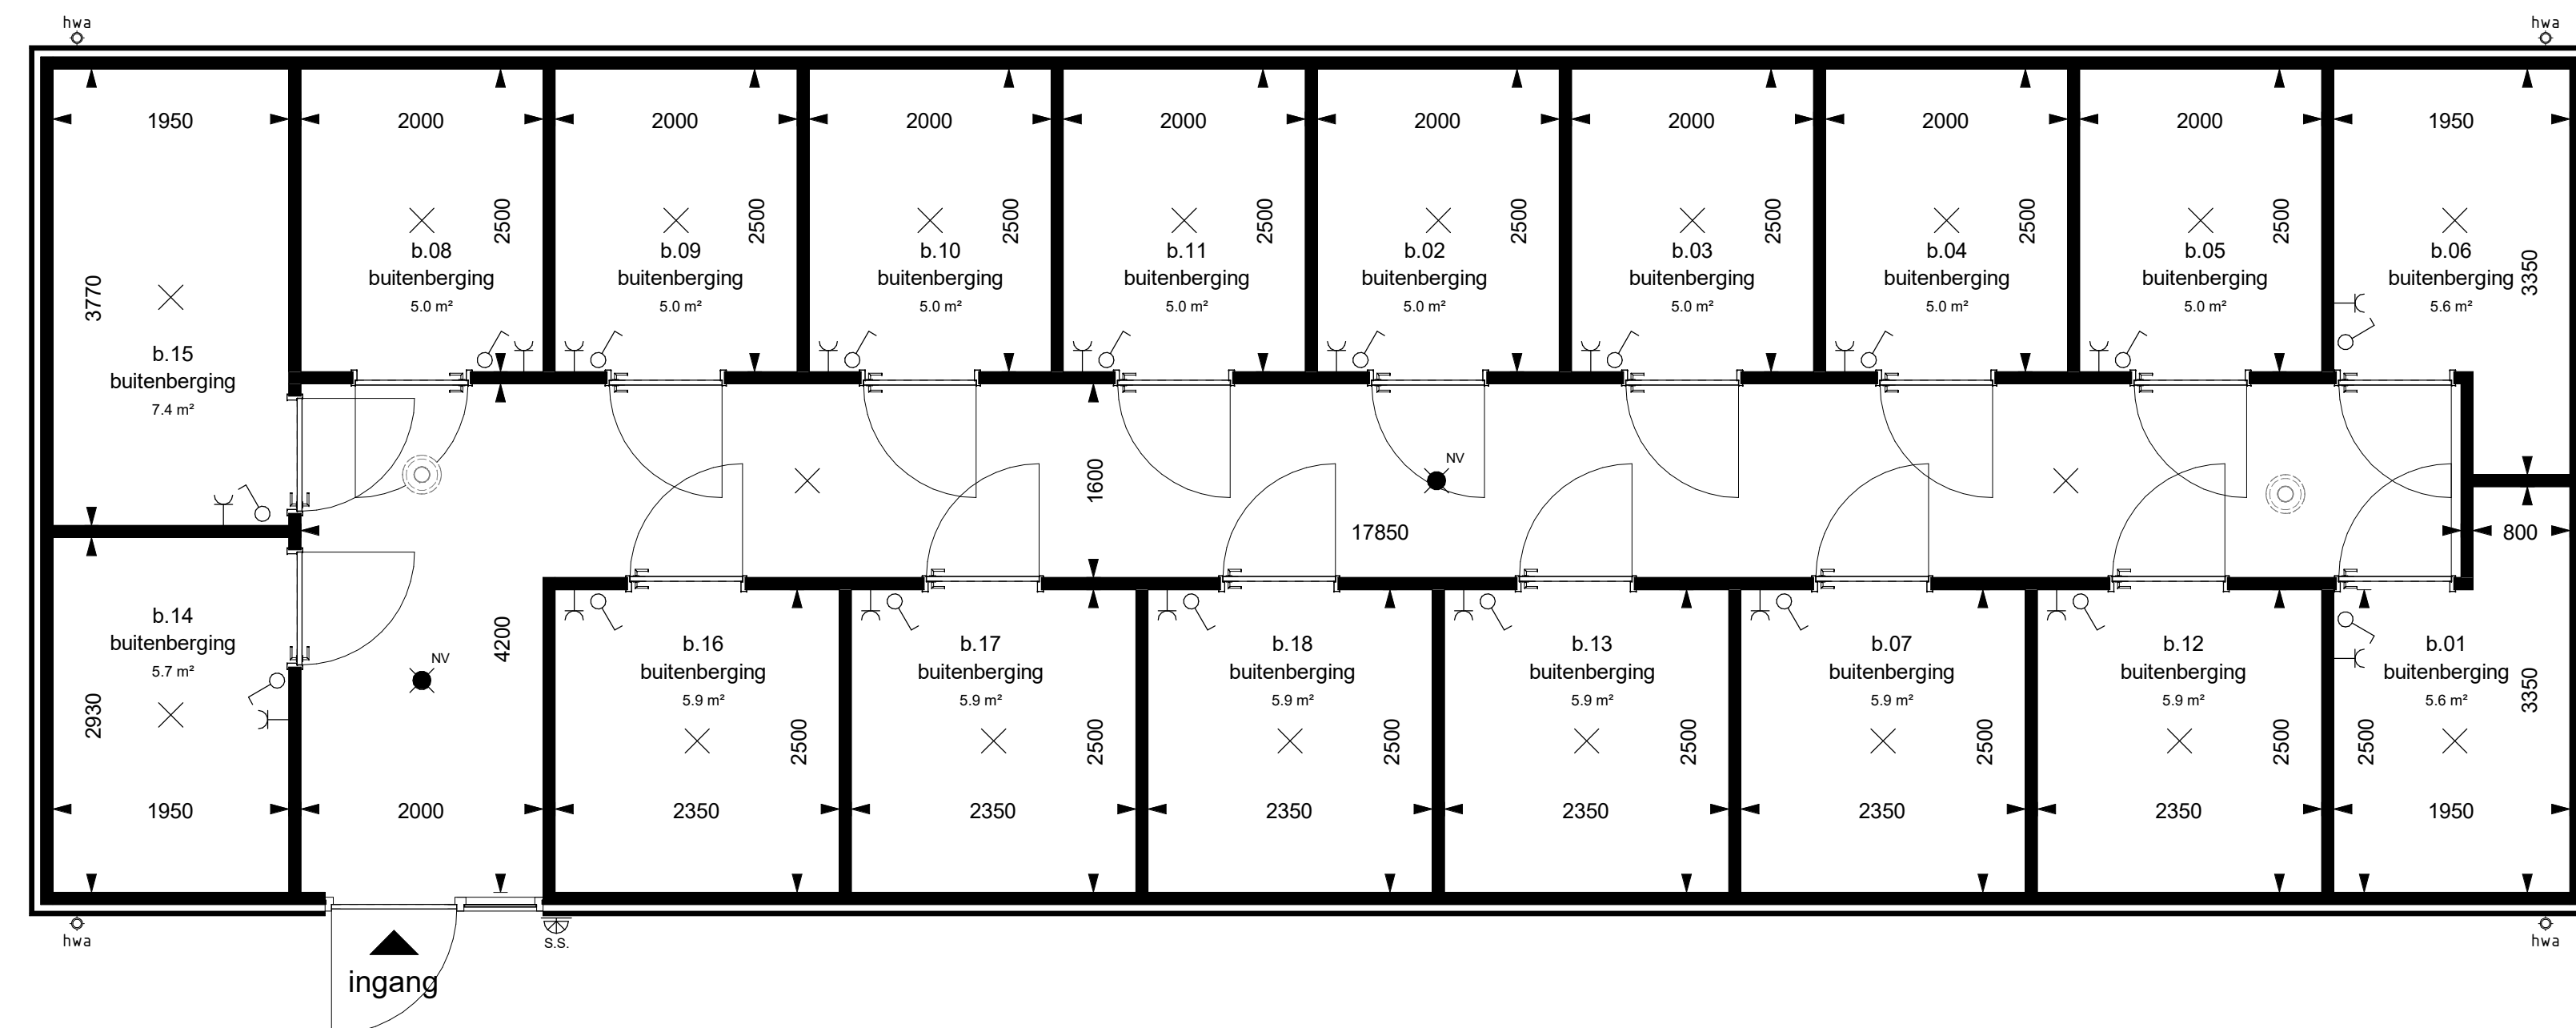 hwa
hwa
1950
2000
2000
2000
2000
2000
2000
2000
2000
1950
2500
2500
2500
2500
2500
2500
2500
2500
b.08
buitenberging
5.0 m²
b.09
buitenberging
5.0 m²
b.10
buitenberging
5.0 m²
b.11
buitenberging
5.0 m²
b.02
buitenberging
5.0 m²
b.03
buitenberging
5.0 m²
b.04
buitenberging
5.0 m²
b.05
buitenberging
5.0 m²
b.06
buitenberging
5.6 m²
3350
3770
b.15
buitenberging
7.4 m²
1600
NV
17850
800
b.14
buitenberging
5.7 m²
2930
4200
NV
b.16
buitenberging
5.9 m²
b.17
buitenberging
5.9 m²
b.18
buitenberging
5.9 m²
b.13
buitenberging
5.9 m²
b.07
buitenberging
5.9 m²
b.12
buitenberging
5.9 m²
b.01
buitenberging
5.6 m²
3350
2500
2500
2500
2500
2500
2500
2500
1950
2000
2350
2350
2350
2350
2350
2350
1950
hwa
S.S.
hwa
ingang